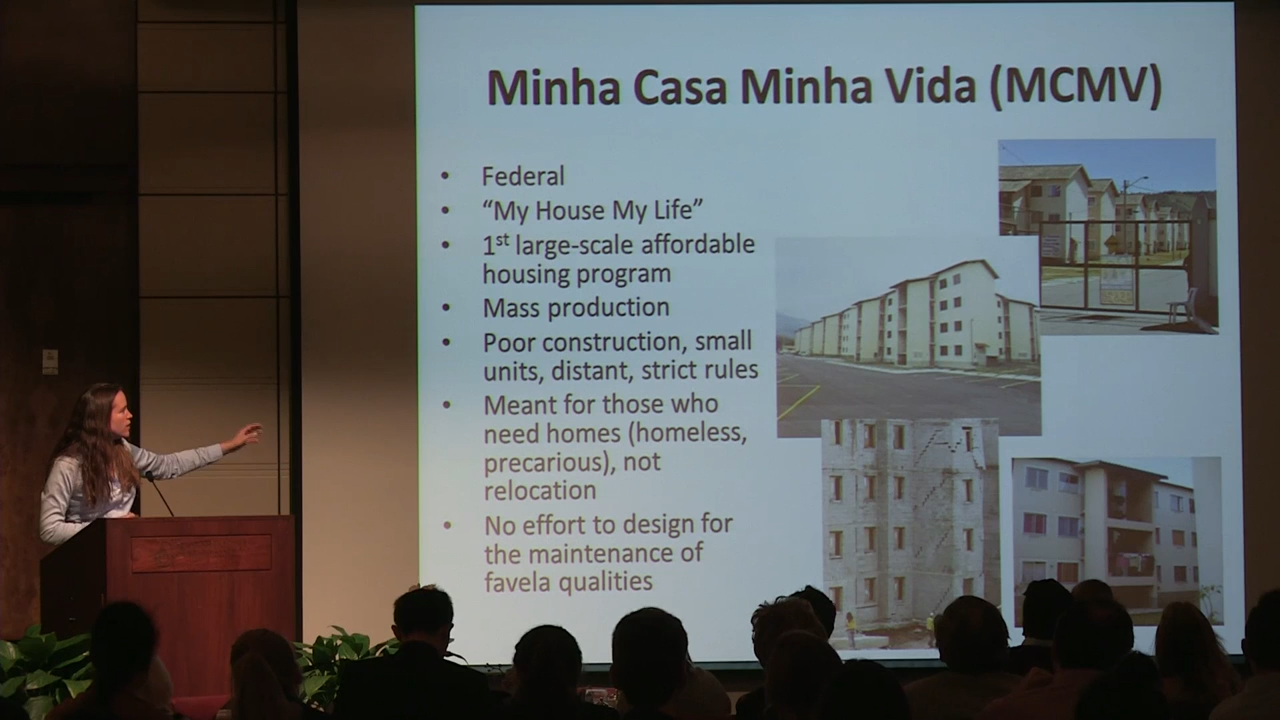 Minha Casa Minha Vida (MCMV)
• Federal
• “My House My Life”
• 1st large-scale affordable
housing program
• Mass production
• Poor construction, small
units, distant, strict rules
• Meant for those who
need homes (homeless,
precarious), not
relocation
• No effort to design for
the maintenance of
favela qualities